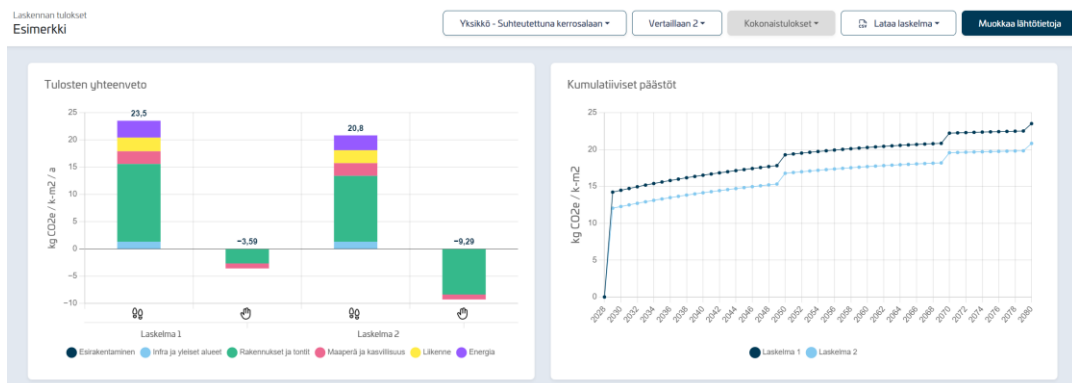 Laskennan tulokset
Esimerkki
Yksikkö - Suhteutettuna kerrosalaan
Vertaillaan 2
Kokonaistulokset
CSV
Lataa laskelma
Muokkaa lähtötietoja
Tulosten yhteenveto
kg CO2e / k-m2 / a
25
20
15
10
5
0
−5
−10
23,5
−3,59
20,8
−9,29
Laskelma 1
Laskelma 2
Esirakentaminen
Infra ja yleiset alueet
Rakennukset ja tontit
Maaperä ja kasvillisuus
Liikenne
Energia
Kumulatiiviset päästöt
kg CO2e / k-m2
25
20
15
10
5
0
2028 2030 2032 2034 2036 2038 2040 2042 2044 2046 2048 2050 2052 2054 2056 2058 2060 2062 2064 2066 2068 2070 2072 2074 2076 2078 2080
Laskelma 1
Laskelma 2